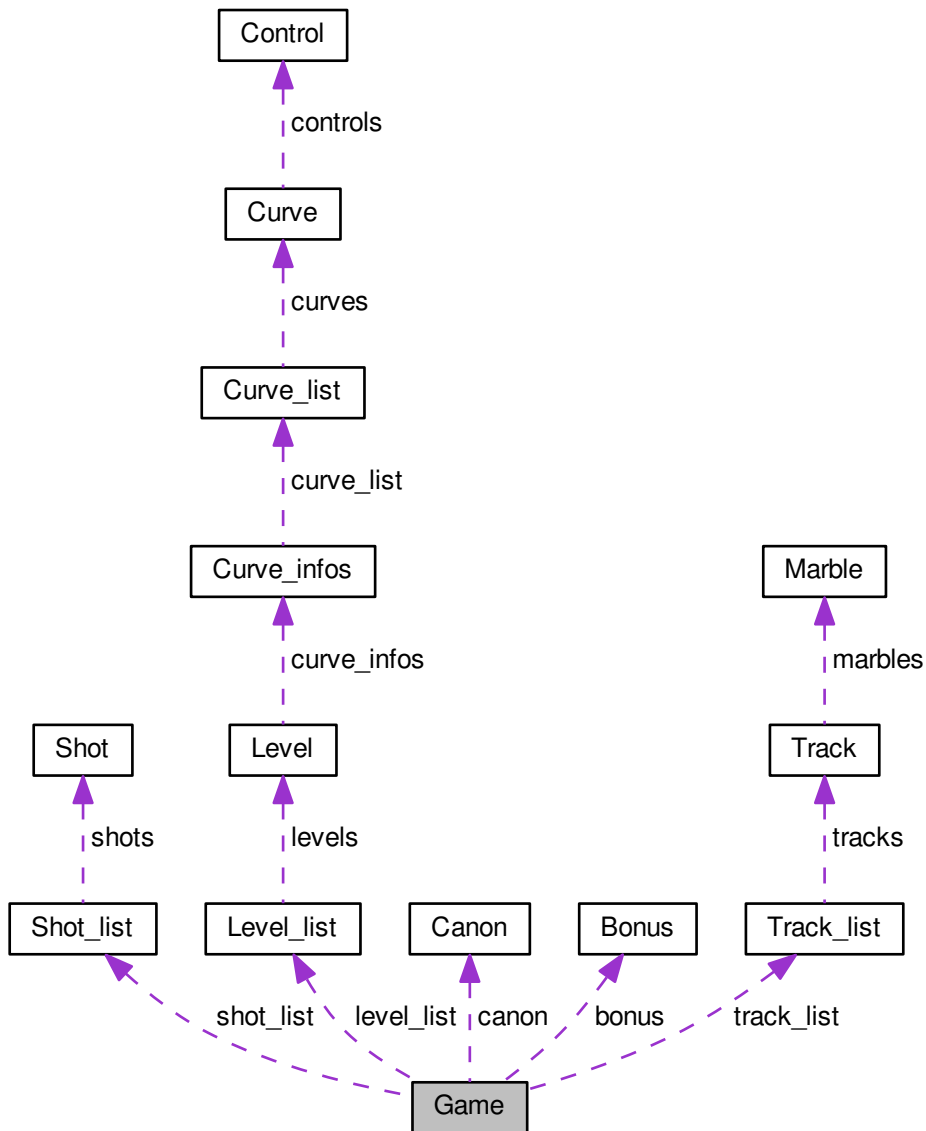 Control
controls
Curve
curves
Curve_list
curve_list
Curve_infos
Marble
curve_infos
marbles
Shot
Level
Track
shots
levels
tracks
Shot_list
Level_list
Canon
Bonus
Track_list
shot_list
level_list
canon
bonus
track_list
Game